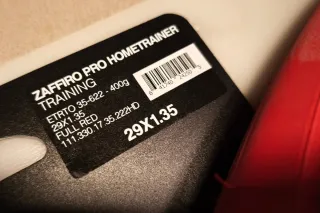 ZAFFIRO PRO HOMETRAINER
TRAINING
ETRTO 35-622 - 400g
29X1.35
FULL RED
111.330.17.35.222HD
29X1.35